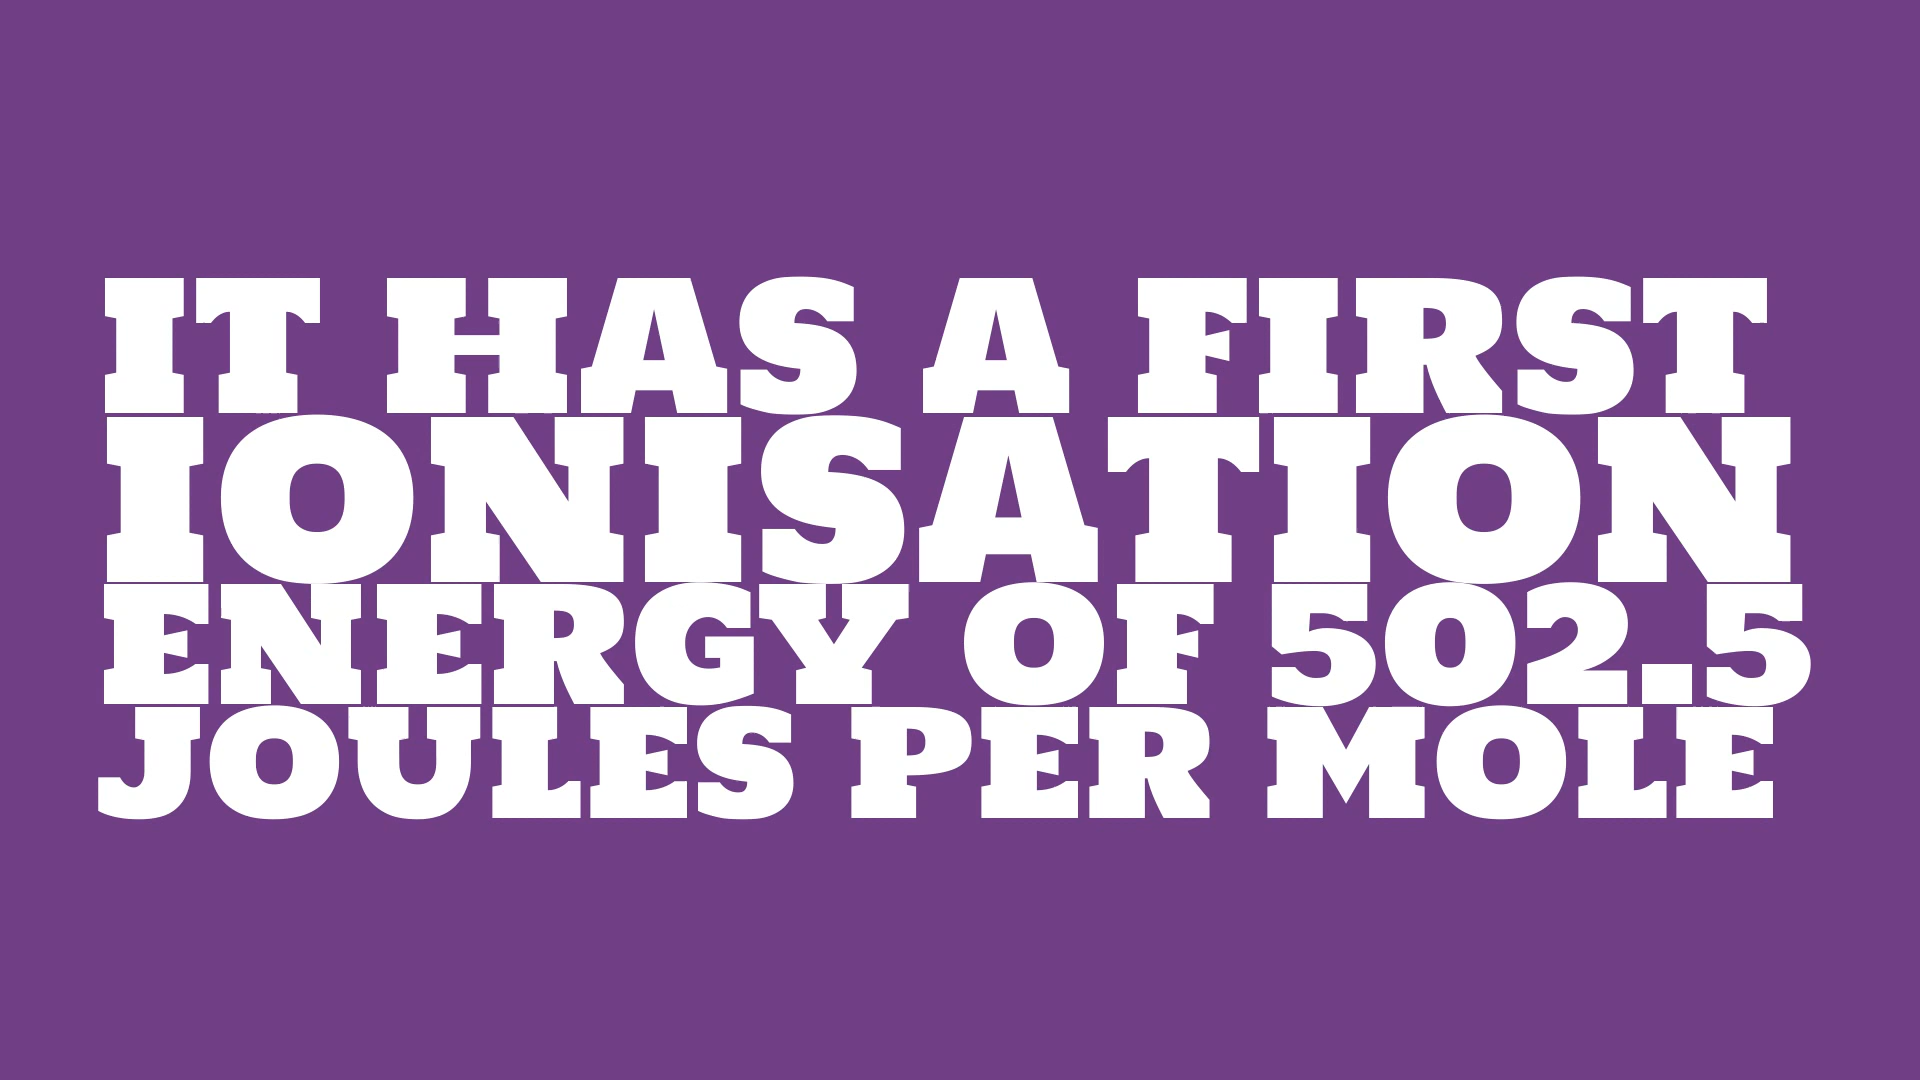 IT HAS A FIRST
IONISATION
ENERGY OF 502.5
JOULES PER MOLE